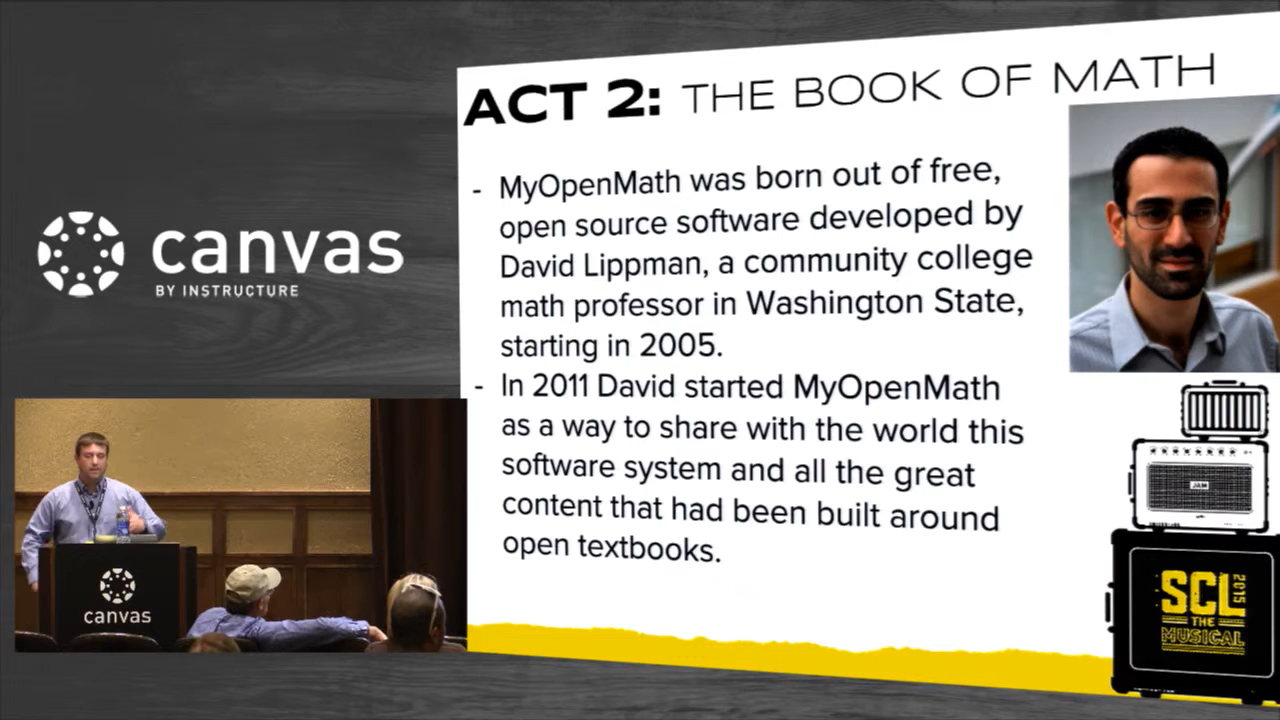 canvas
BY INSTRUCTURE
ACT 2: THE BOOK OF MATH
- MyOpenMath was born out of free,
open source software developed by
David Lippman, a community college
math professor in Washington State,
starting in 2005.
- In 2011 David started MyOpenMath
as a way to share with the world this
software system and all the great
content that had been built around
open textbooks.
JAM
SCL 2015
THE
MUSICAL
canvas